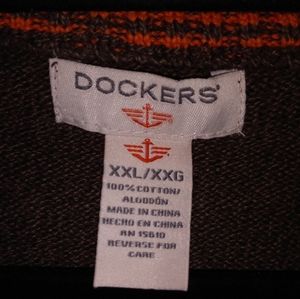 DOCKERS®
XXL/XXG
100% COTTON/
ALGODÓN
MADE IN CHINA
HECHO EN CHINA
RN 15610
REVERSE FOR
CARE